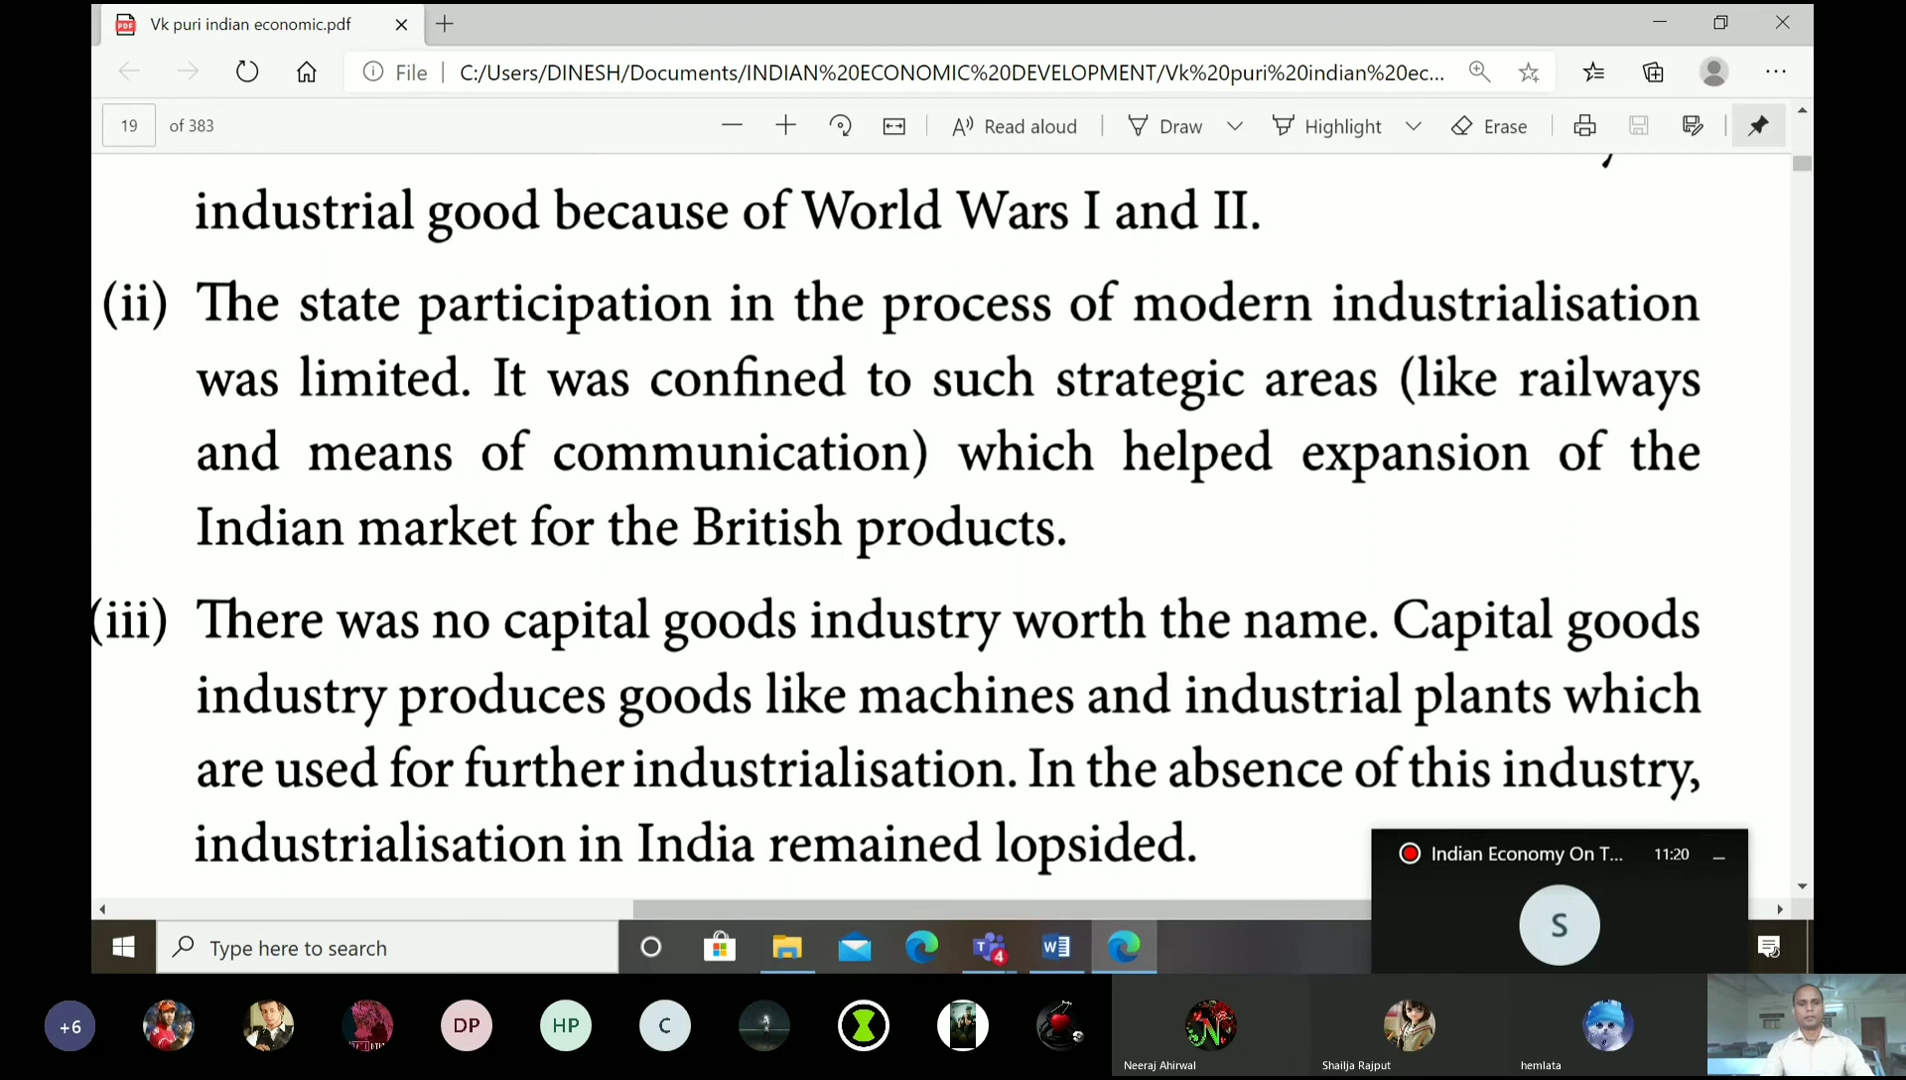 Vk puri indian economic.pdf
File
C:/Users/DINESH/Documents/INDIAN%20ECONOMIC%20DEVELOPMENT/Vk%20puri%20indian%20ec...
19 of 383
Read aloud
Draw
Highlight
Erase
industrial good because of World Wars I and II.
(ii) The state participation in the process of modern industrialisation
was limited. It was confined to such strategic areas (like railways
and means of communication) which helped expansion of the
Indian market for the British products.
(iii) There was no capital goods industry worth the name. Capital goods
industry produces goods like machines and industrial plants which
are used for further industrialisation. In the absence of this industry,
industrialisation in India remained lopsided.
Indian Economy On T... 11:20
S
Type here to search
4
+6
DP
HP
C
N
Neeraj Ahirwal
Shailja Rajput
hemlata